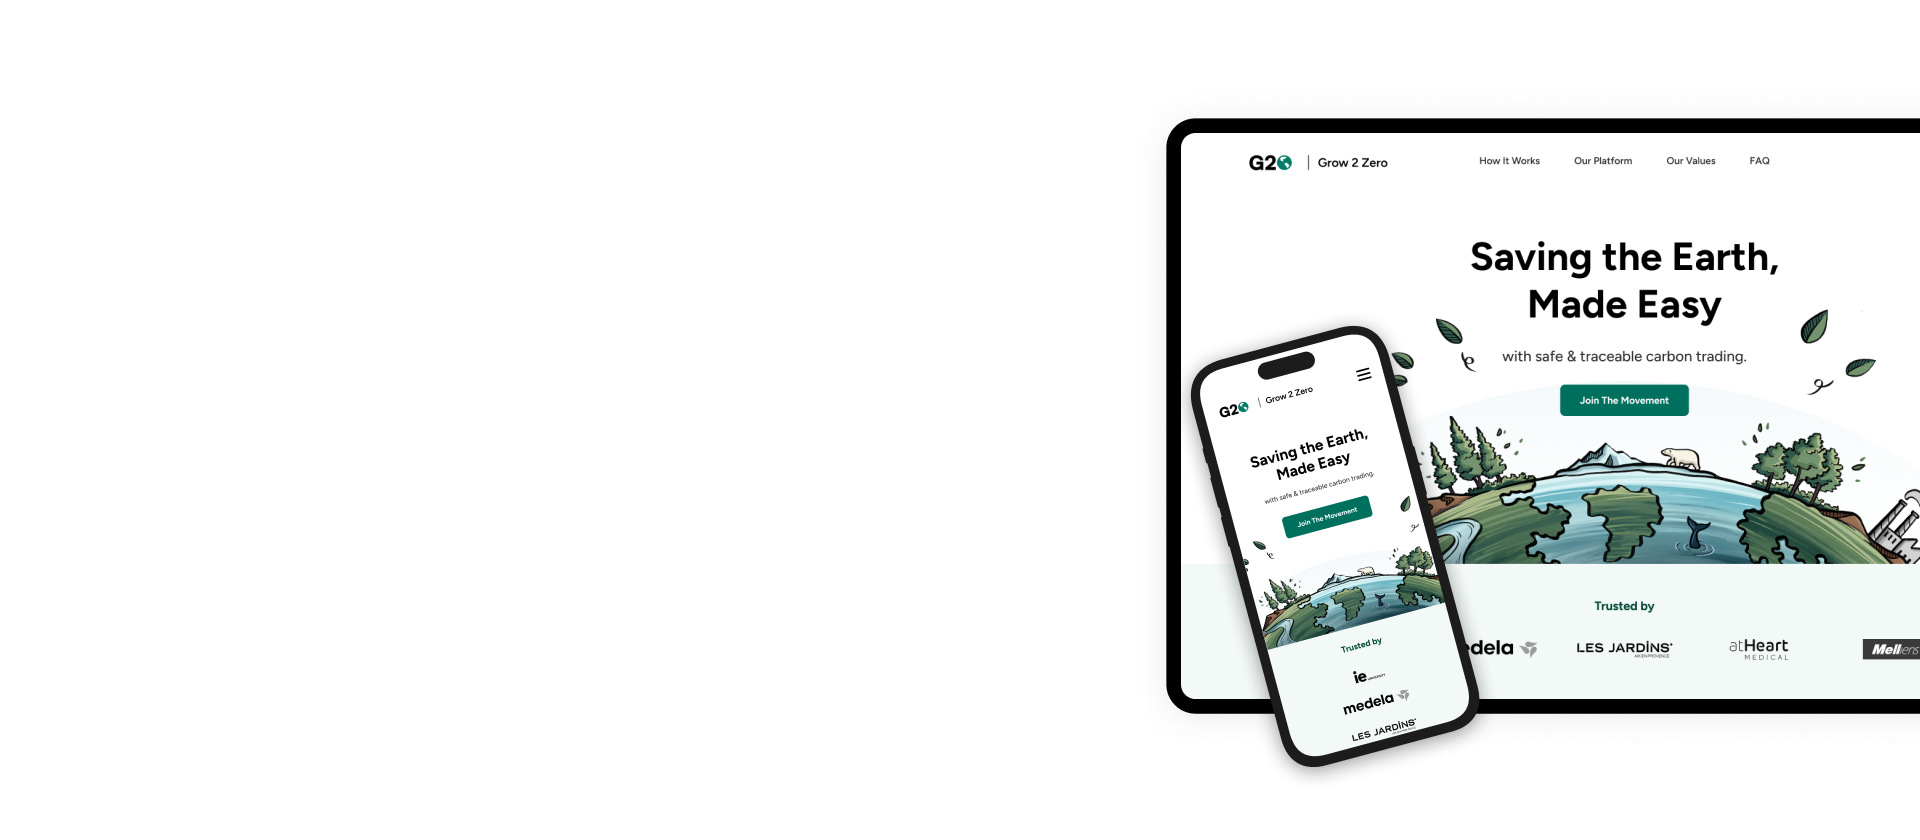 G2
Grow 2 Zero
How It Works
Our Platform
Our Values
FAQ
Saving the Earth,
Made Easy
with safe & traceable carbon trading.
Join The Movement
Trusted by
dela
LES JARDINS
atHeart
MEDICAL
Mellens
G2
Grow 2 Zero
Saving the Earth,
Made Easy
with safe & traceable carbon trading.
Join The Movement
Trusted by
ie
medela
LES JARDINS